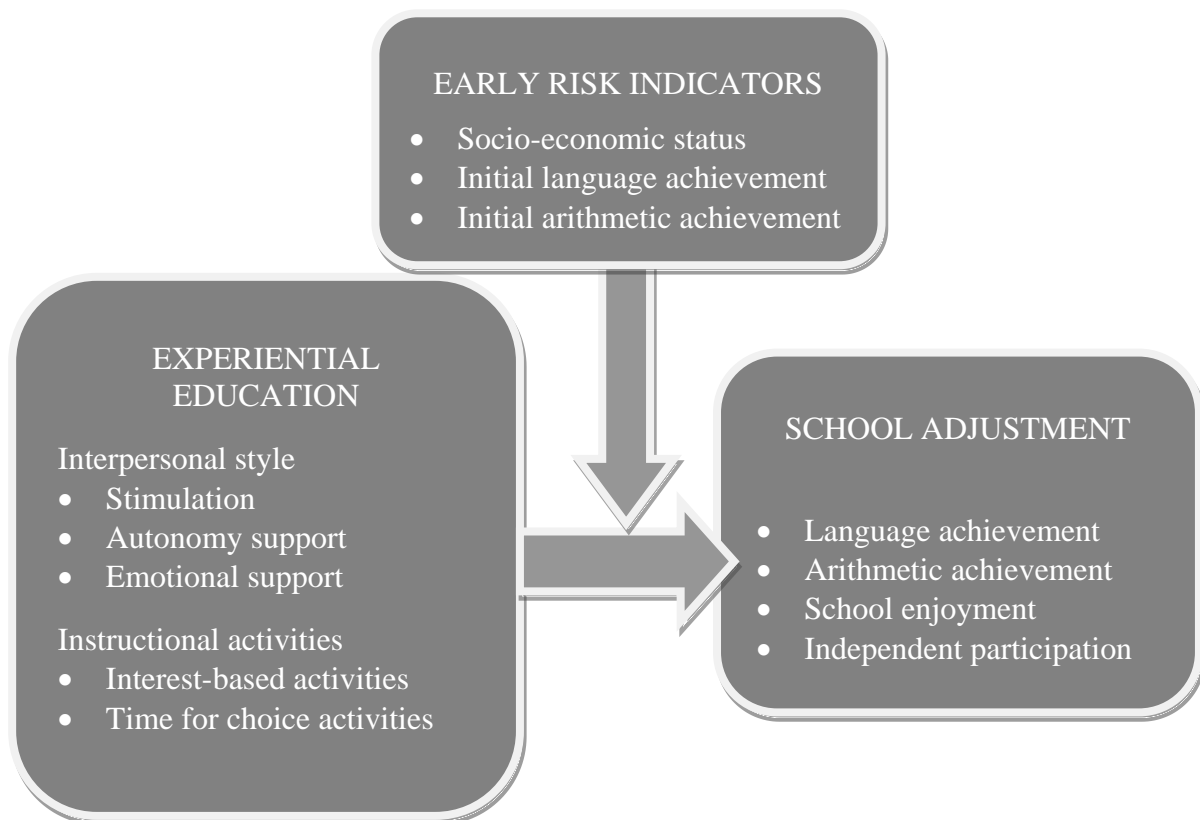 EARLY RISK INDICATORS
• Socio-economic status
• Initial language achievement
• Initial arithmetic achievement
EXPERIENTIAL
EDUCATION
Interpersonal style
• Stimulation
• Autonomy support
• Emotional support
Instructional activities
• Interest-based activities
• Time for choice activities
SCHOOL ADJUSTMENT
• Language achievement
• Arithmetic achievement
• School enjoyment
• Independent participation